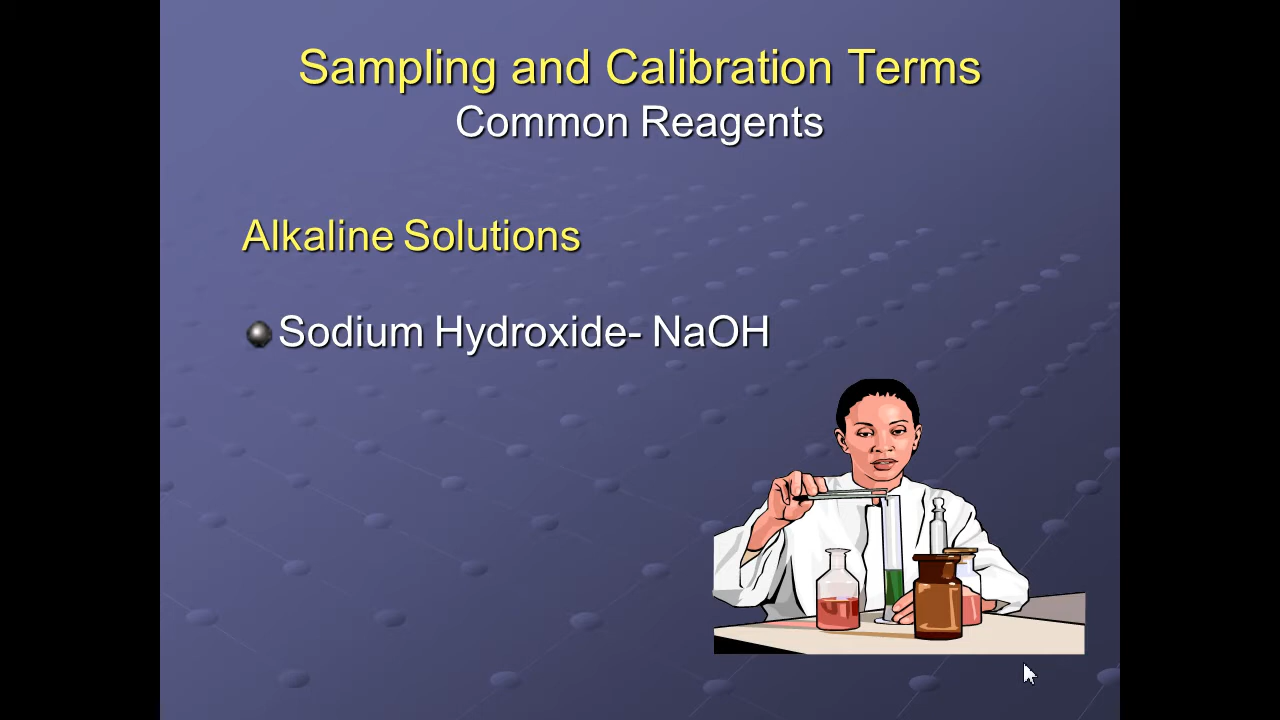 Sampling and Calibration Terms
Common Reagents
Alkaline Solutions
Sodium Hydroxide- NaOH